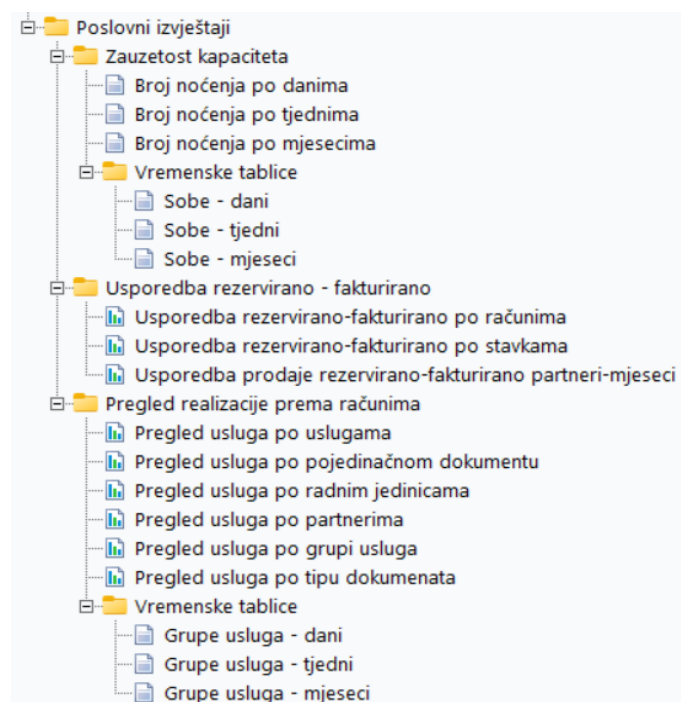 Poslovni izvještaji
Zauzetost kapaciteta
Broj noćenja po danima
Broj noćenja po tjednima
Broj noćenja po mjesecima
Vremenske tablice
Sobe - dani
Sobe - tjedni
Sobe - mjeseci
Usporedba rezervirano - fakturirano
Usporedba rezervirano-fakturirano po računima
Usporedba rezervirano-fakturirano po stavkama
Usporedba prodaje rezervirano-fakturirano partneri-mjeseci
Pregled realizacije prema računima
Pregled usluga po uslugama
Pregled usluga po pojedinačnom dokumentu
Pregled usluga po radnim jedinicama
Pregled usluga po partnerima
Pregled usluga po grupi usluga
Pregled usluga po tipu dokumenata
Vremenske tablice
Grupe usluga - dani
Grupe usluga - tjedni
Grupe usluga - mjeseci